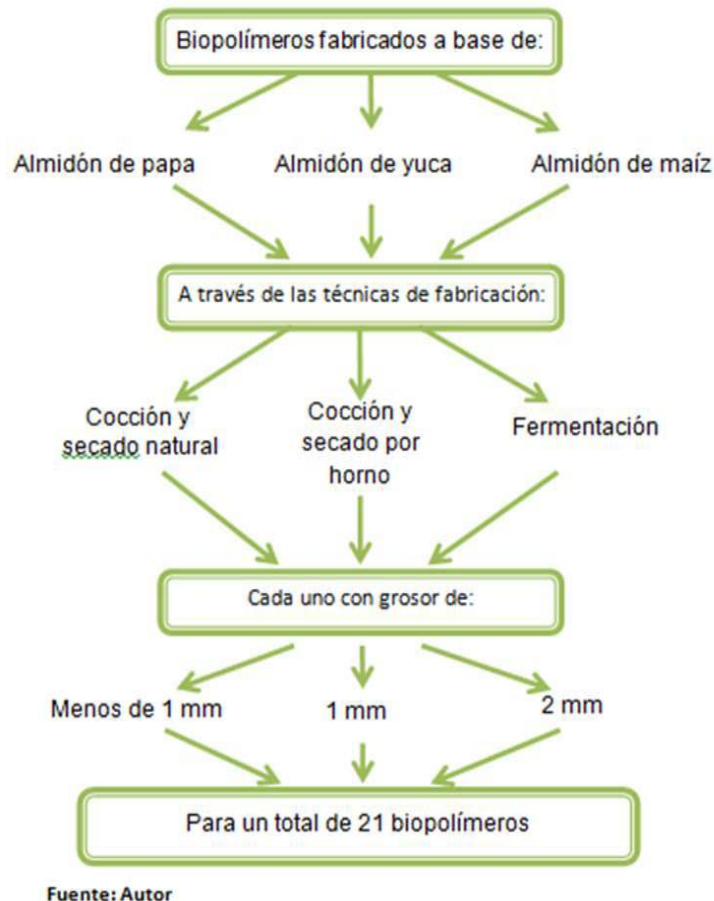 Biopolímeros fabricados a base de:
Almidón de papa
Almidón de yuca
Almidón de maíz
A través de las técnicas de fabricación:
Cocción y
secado natural
Cocción y
secado por
horno
Fermentación
Cada uno con grosor de:
Menos de 1 mm
1 mm
2 mm
Para un total de 21 biopolímeros
Fuente: Autor